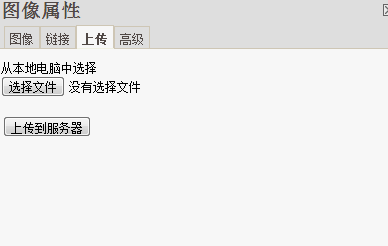 图像属性
图像 链接 上传 高级
从本地电脑中选择
选择文件 没有选择文件
上传到服务器